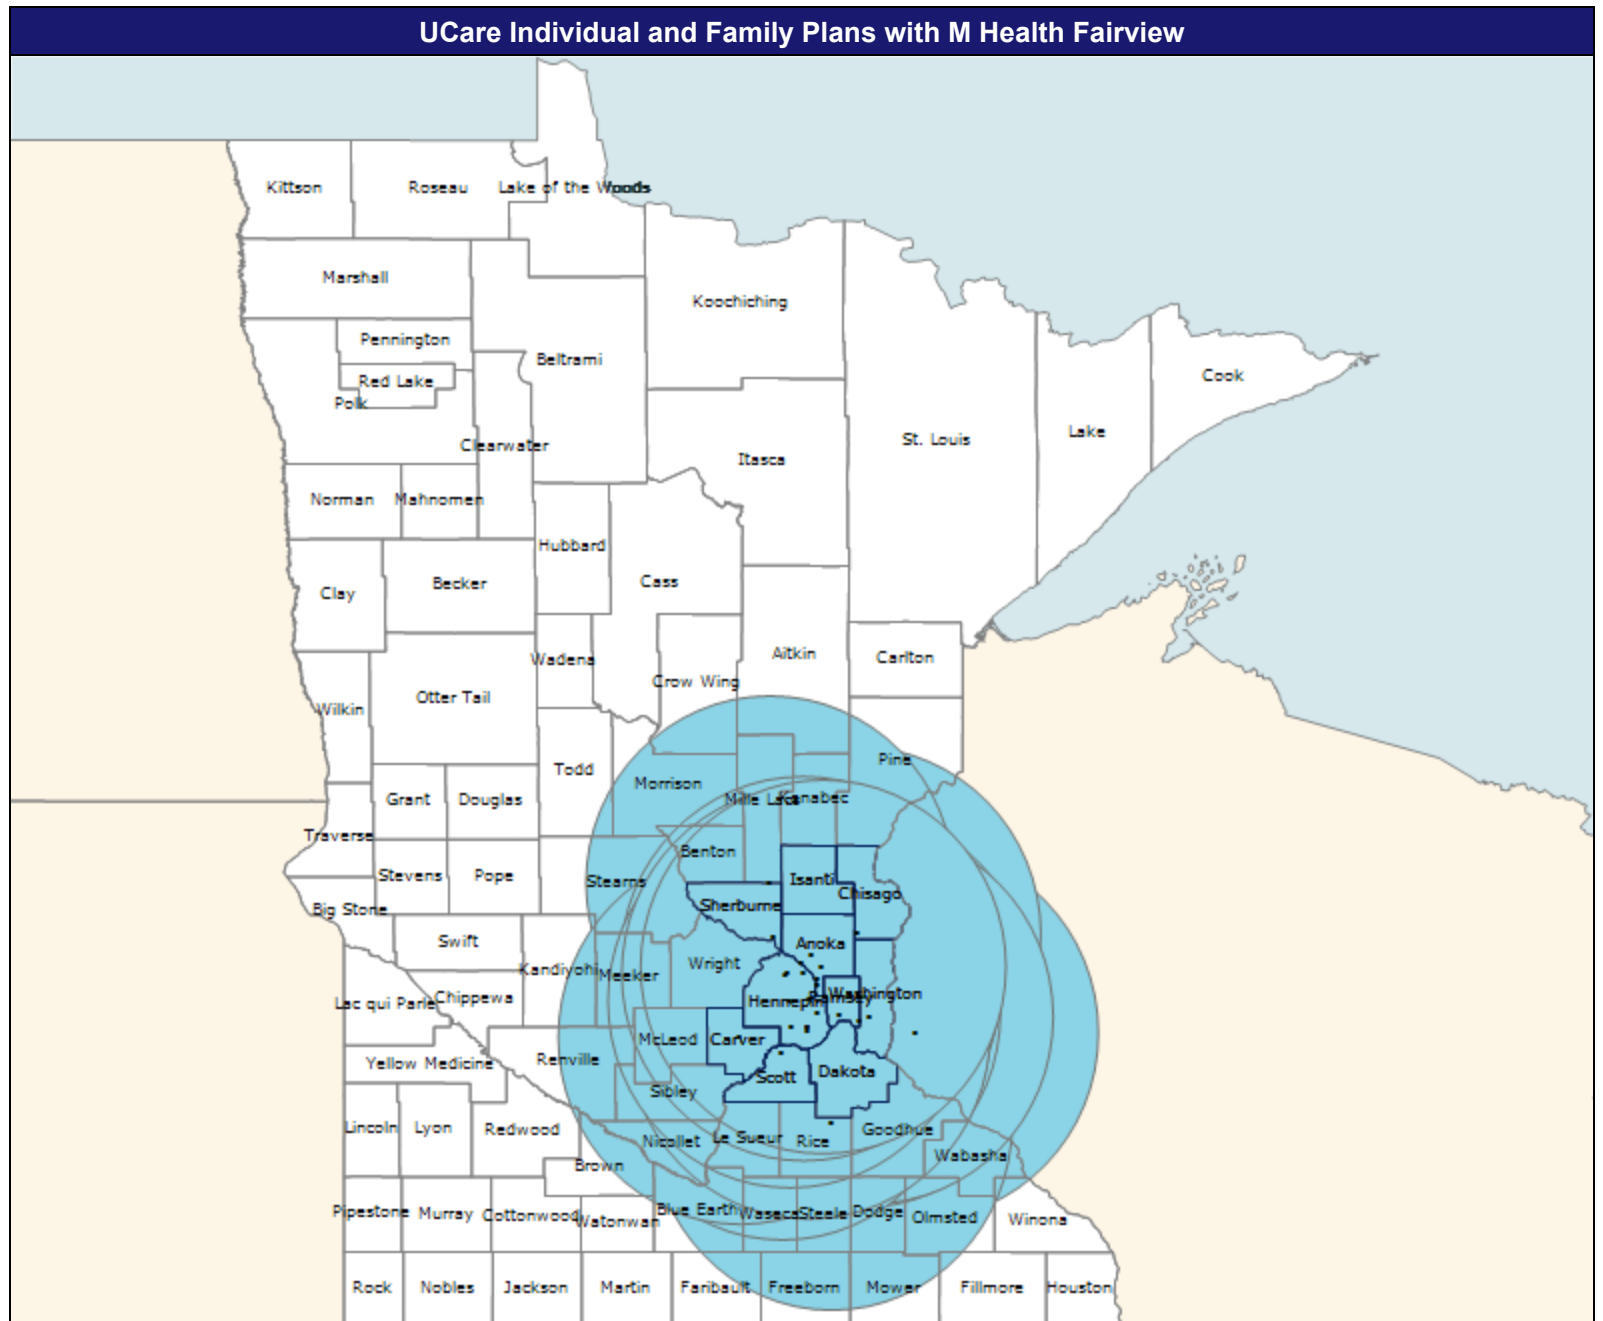 UCare Individual and Family Plans with M Health Fairview
Kittson
Roseau
Lake of the Woods
Marshall
Koochiching
Pennington
Beltrami
Red Lake
Cook
Polk
Lake
St. Louis
Clearwater
Itasca
Norman
Mahnomen
Hubbard
Cass
Becker
Clay
Aitkin
Carlton
Wadena
Crow Wing
Otter Tail
Wilkin
Pine
Todd
Morrison
Grant
Douglas
Mille Lacs
Kanabec
Traverse
Benton
Stevens
Pope
Stearns
Isanti
Chisago
Big Stone
Sherburne
Swift
Anoka
Wright
Kandiyohi
Meeker
Washington
Lac qui Parle
Chippewa
Hennepin
Ramsey
McLeod
Carver
Renville
Yellow Medicine
Dakota
Scott
Sibley
Lincoln
Lyon
Redwood
Goodhue
Le Sueur
Rice
Nicollet
Wabasha
Brown
Pipestone
Murray
Cottonwood
Watonwan
Blue Earth
Waseca
Steele
Dodge
Olmsted
Winona
Rock
Nobles
Jackson
Martin
Faribault
Freeborn
Mower
Fillmore
Houston